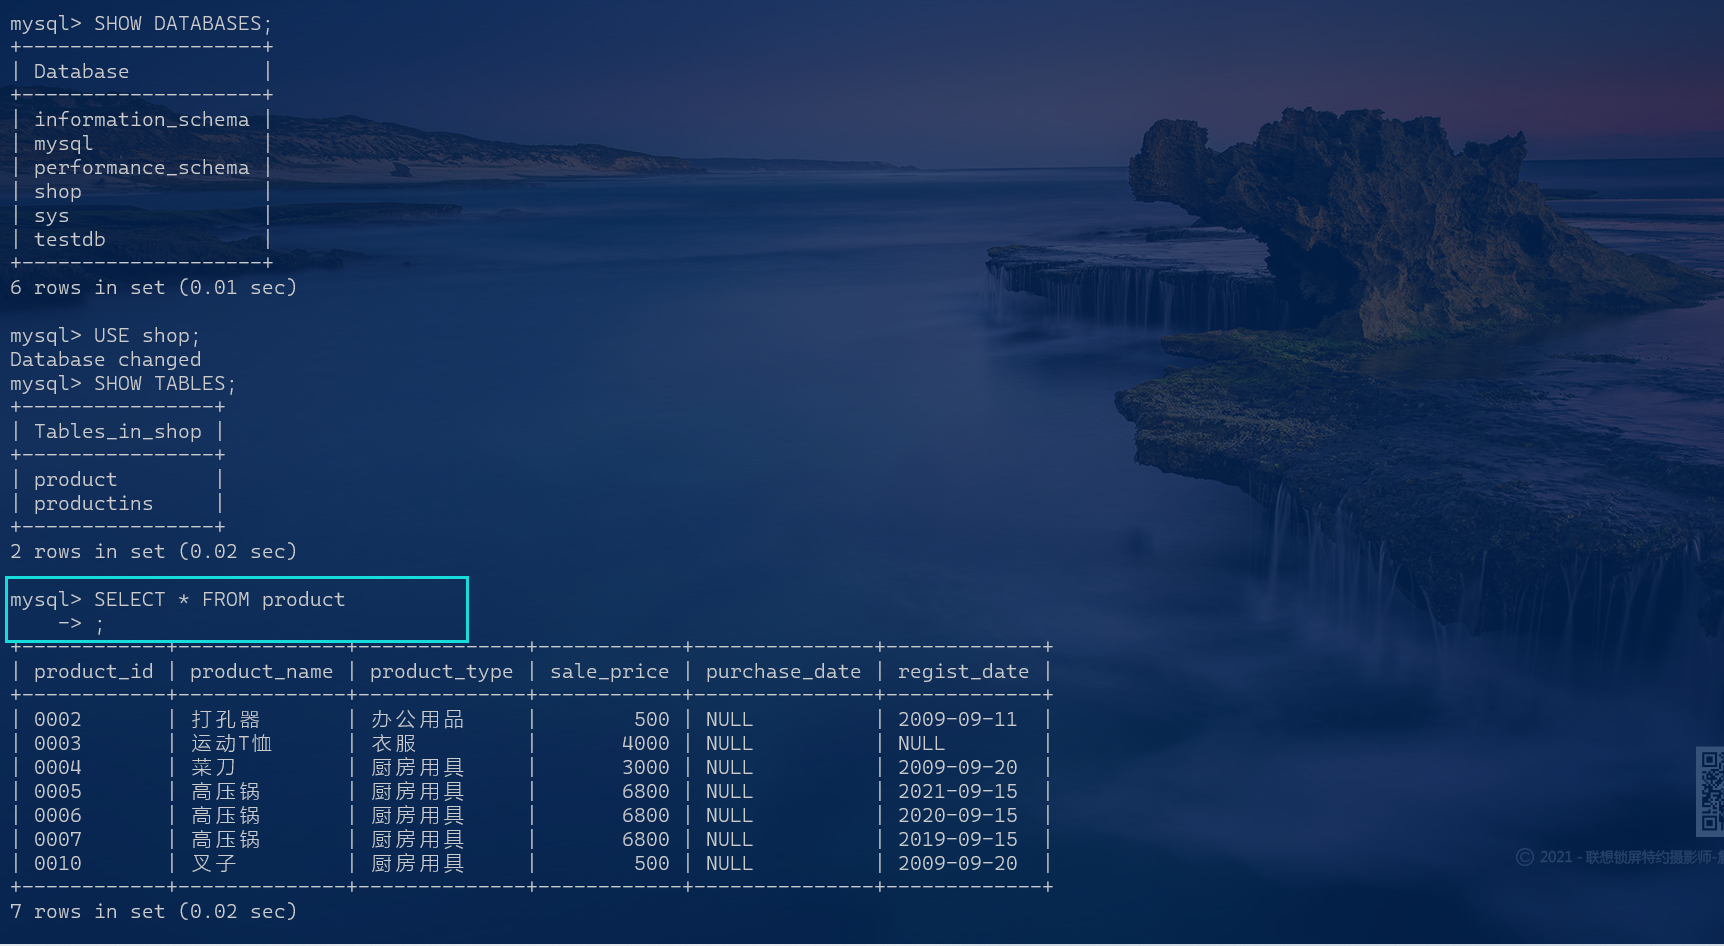 mysql> SHOW DATABASES;
+--------------------+
| Database           |
+--------------------+
| information_schema |
| mysql              |
| performance_schema |
| shop               |
| sys                |
| testdb             |
+--------------------+
6 rows in set (0.01 sec)
mysql> USE shop;
Database changed
mysql> SHOW TABLES;
+----------------+
| Tables_in_shop |
+----------------+
| product        |
| productins     |
+----------------+
2 rows in set (0.02 sec)
mysql> SELECT * FROM product
    -> ;
+------------+--------------+--------------+------------+---------------+-------------+
| product_id | product_name | product_type | sale_price | purchase_date | regist_date |
+------------+--------------+--------------+------------+---------------+-------------+
| 0002       | 打孔器       | 办公用品     |        500 | NULL          | 2009-09-11  |
| 0003       | 运动T恤      | 衣服         |       4000 | NULL          | NULL        |
| 0004       | 菜刀         | 厨房用具     |       3000 | NULL          | 2009-09-20  |
| 0005       | 高压锅       | 厨房用具     |       6800 | NULL          | 2021-09-15  |
| 0006       | 高压锅       | 厨房用具     |       6800 | NULL          | 2020-09-15  |
| 0007       | 高压锅       | 厨房用具     |       6800 | NULL          | 2019-09-15  |
| 0010       | 叉子         | 厨房用具     |        500 | NULL          | 2009-09-20  |
+------------+--------------+--------------+------------+---------------+-------------+
© 2021 - 联想锁屏特约摄影师-
7 rows in set (0.02 sec)